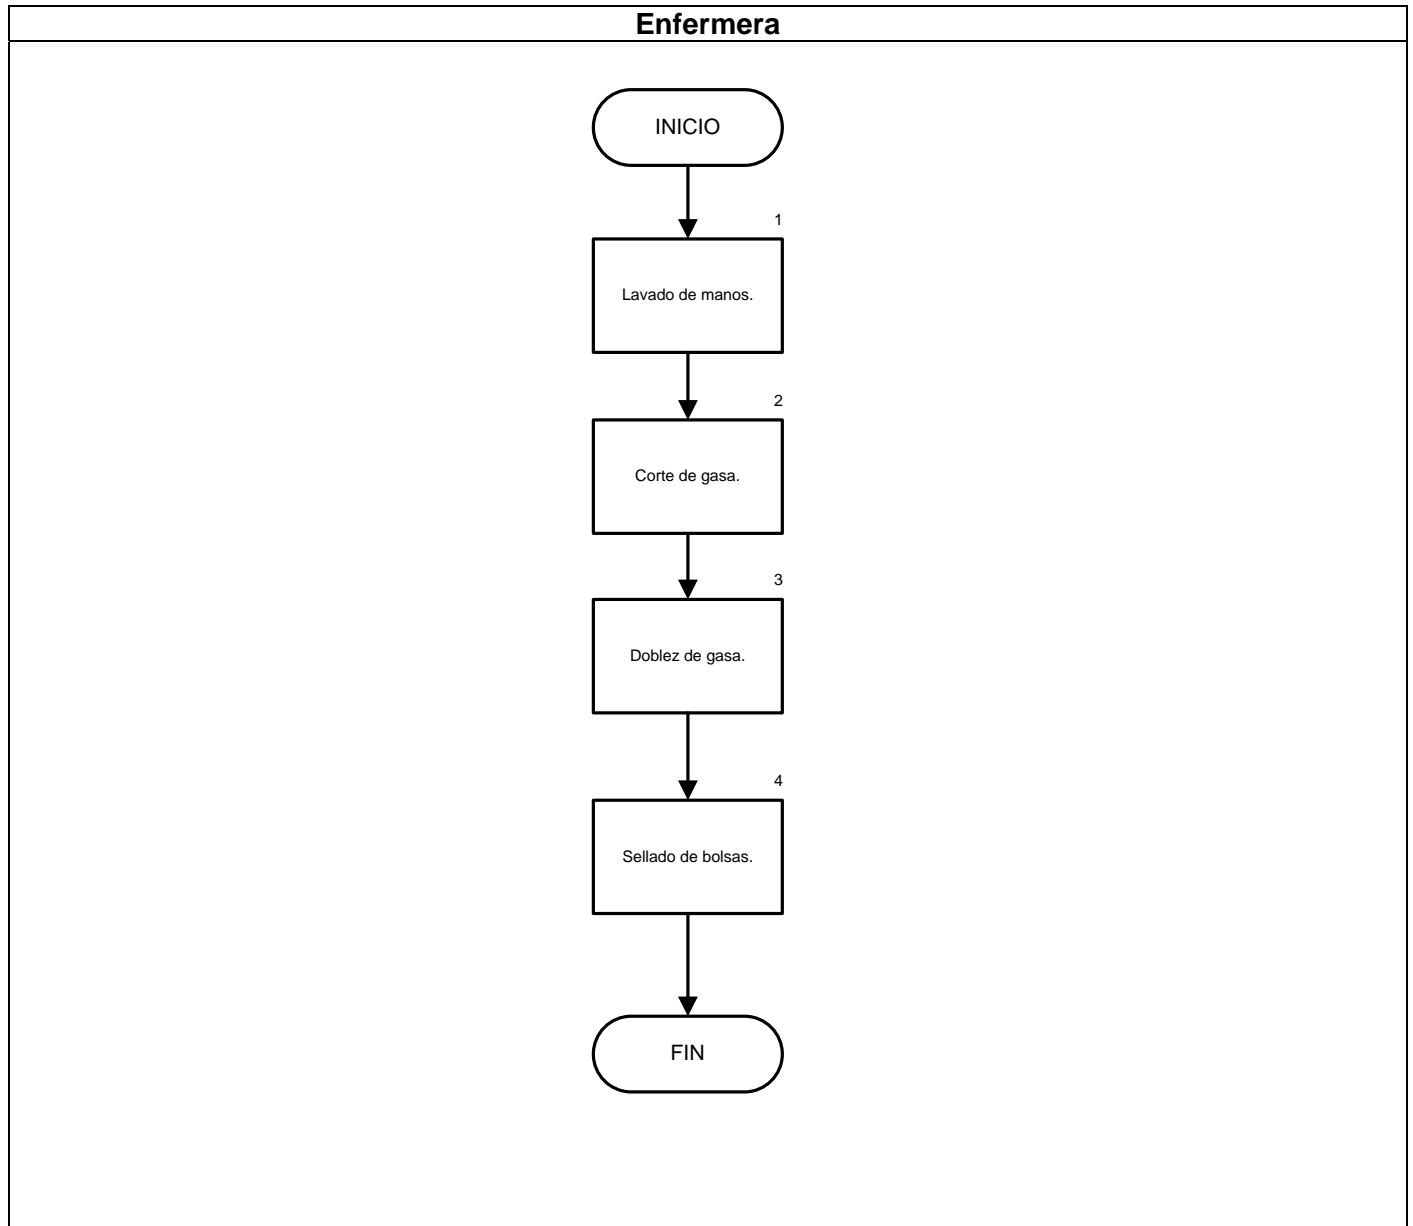 Enfermera
INICIO
1
Lavado de manos.
2
Corte de gasa.
3
Doblez de gasa.
4
Sellado de bolsas.
FIN